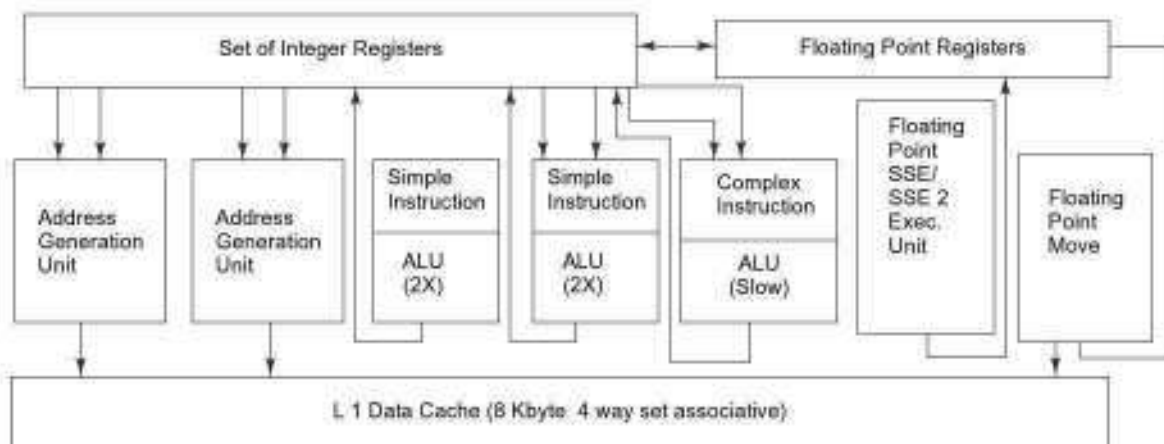 Set of Integer Registers
Floating Point Registers
Address
Generation
Unit
Address
Generation
Unit
Simple
Instruction
ALU
(2X)
Simple
Instruction
ALU
(2X)
Complex
Instruction
ALU
(Slow)
Floating
Point
SSE/
SSE 2
Exec.
Unit
Floating
Point
Move
L 1 Data Cache (8 Kbyte 4 way set associative)